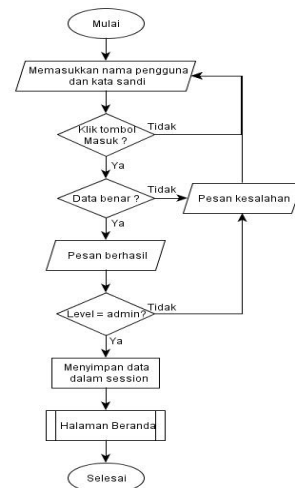 Mulai
Memasukkan nama pengguna
dan kata sandi
Klik tombol
Masuk ?
Tidak
Ya
Data benar ?
Tidak
Pesan kesalahan
Ya
Pesan berhasil
Level = admin?
Tidak
Ya
Menyimpan data
dalam session
Halaman Beranda
Selesai